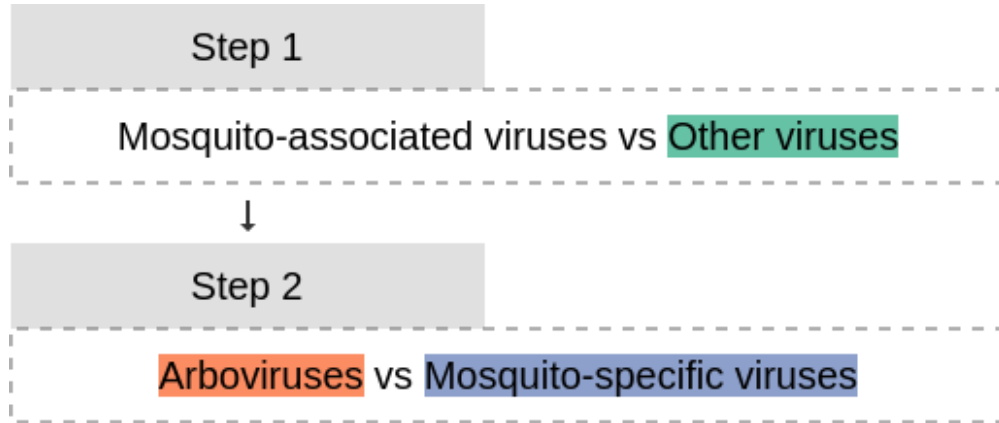 Step 1
Mosquito-associated viruses vs Other viruses
Step 2
Arboviruses vs Mosquito-specific viruses